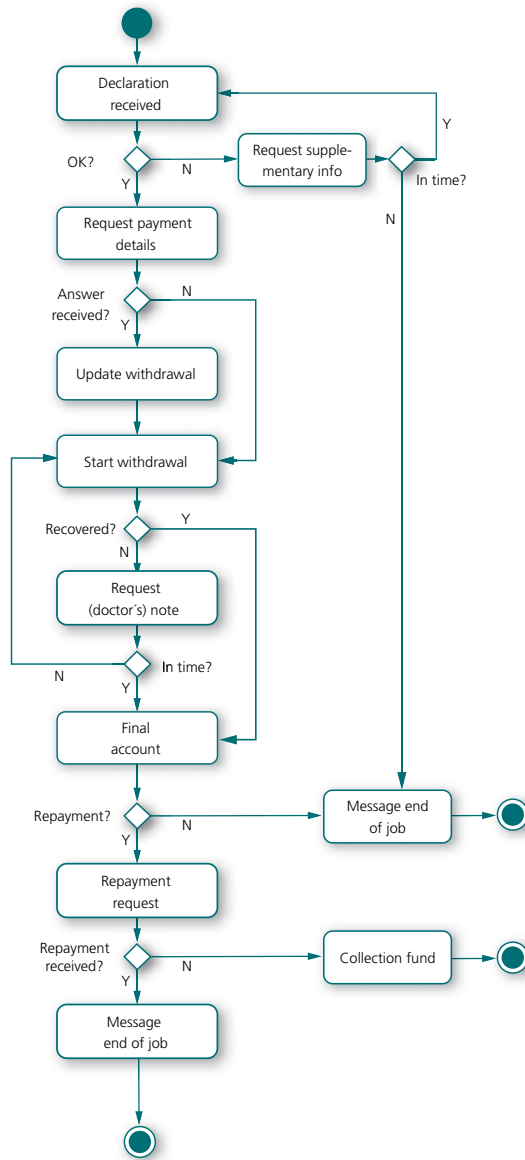 Declaration
received
Y
OK?
N
Request supple-
mentary info
In time?
Y
N
Request payment
details
Answer
received?
N
Y
Update withdrawal
Start withdrawal
Recovered?
Y
N
Request
(doctor´s) note
In time?
N
Y
Final
account
Repayment?
N
Y
Message end
of job
Repayment
request
Repayment
received?
N
Y
Collection fund
Message
end of job